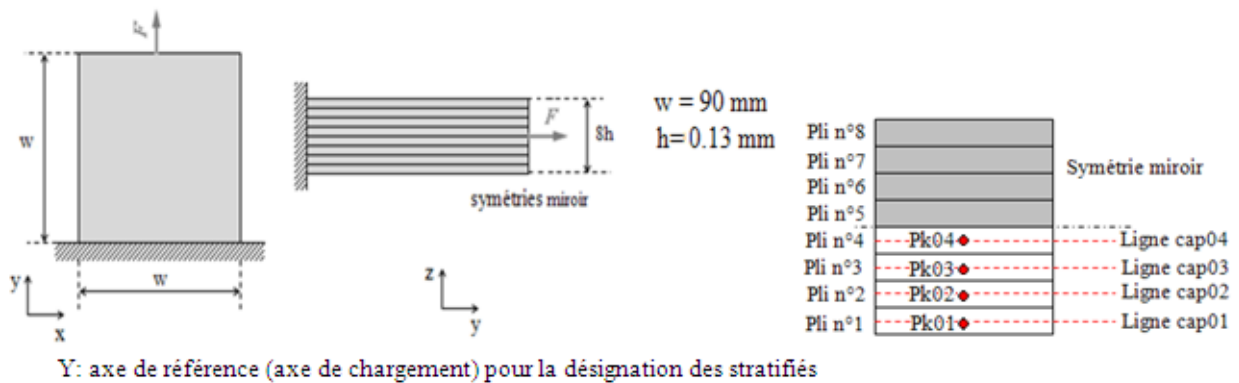 F
w
w
y
x
F
8h
symétries miroir
z
y
w = 90 mm
h= 0.13 mm
Pli n°8
Pli n°7
Pli n°6
Pli n°5
Symétrie miroir
Pli n°4 Pk04 Ligne cap04
Pli n°3 Pk03 Ligne cap03
Pli n°2 Pk02 Ligne cap02
Pli n°1 Pk01 Ligne cap01
Y: axe de référence (axe de chargement) pour la désignation des stratifiés